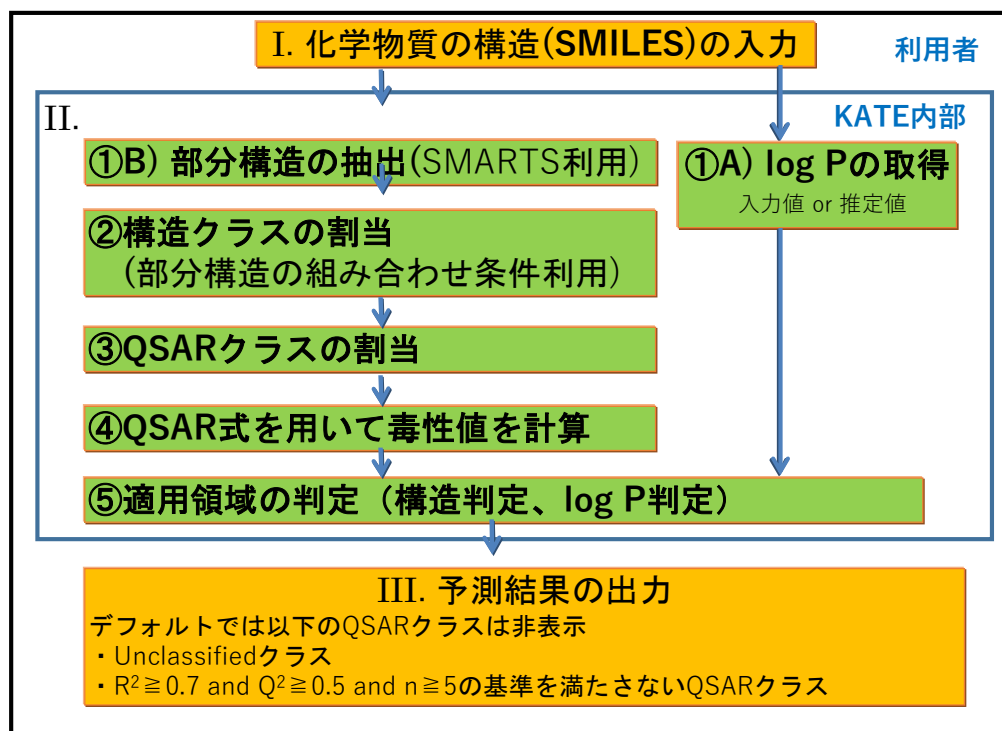 I. 化学物質の構造(SMILES)の入力
利用者
II.
KATE内部
①B) 部分構造の抽出(SMARTS利用)
①A) log Pの取得
入力値 or 推定値
②構造クラスの割当
(部分構造の組み合わせ条件利用)
③QSARクラスの割当
④QSAR式を用いて毒性値を計算
⑤適用領域の判定（構造判定、log P判定）
III. 予測結果の出力
デフォルトでは以下のQSARクラスは非表示
・Unclassifiedクラス
・R²≧0.7 and Q²≧0.5 and n≧5の基準を満たさないQSARクラス